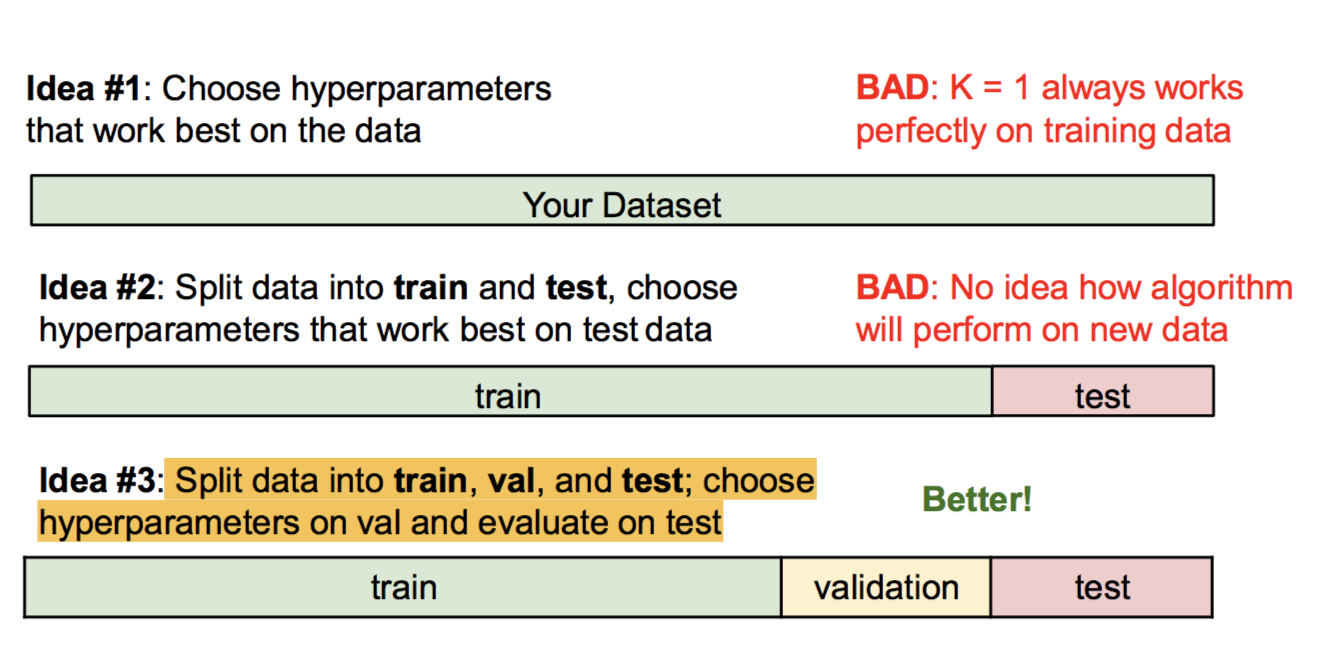 Idea #1: Choose hyperparameters
that work best on the data
BAD: K = 1 always works
perfectly on training data
Your Dataset
Idea #2: Split data into train and test, choose
hyperparameters that work best on test data
BAD: No idea how algorithm
will perform on new data
train
test
Idea #3: Split data into train, val, and test; choose
hyperparameters on val and evaluate on test
Better!
train
validation
test